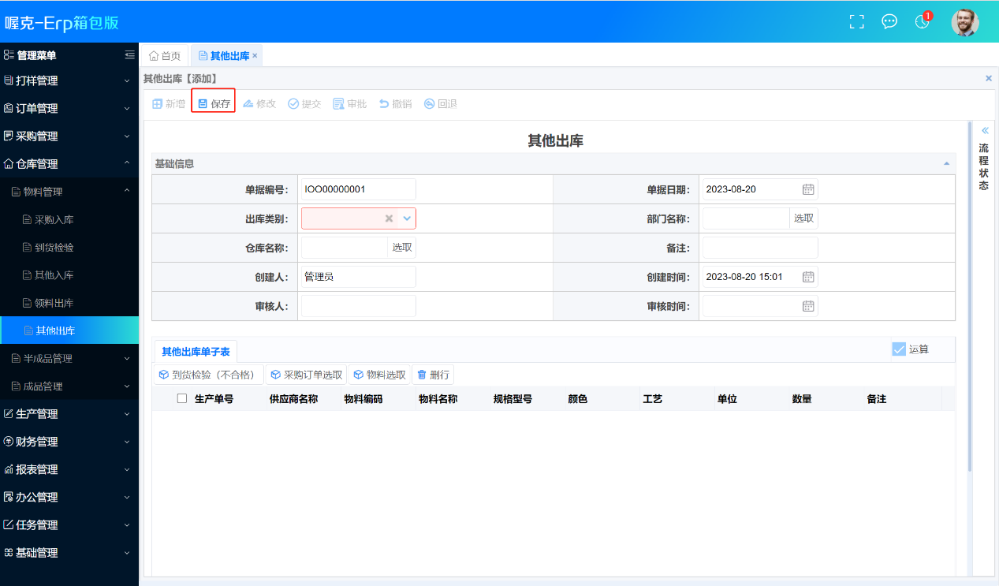 喔克-Erp箱包版
1
管理菜单
打样管理
订单管理
采购管理
仓库管理
物料管理
采购入库
到货检验
其他入库
领料出库
其他出库
半成品管理
成品管理
生产管理
财务管理
报表管理
办公管理
任务管理
基础管理
首页 其他出库 ×
其他出库【添加】 ×
新增 保存 修改 提交 审批 撤销 回退
其他出库
基础信息
单据编号: IOO00000001 单据日期: 2023-08-20
出库类别: 部门名称: 选取
仓库名称: 选取 备注:
创建人: 管理员 创建时间: 2023-08-20 15:01
审核人: 审核时间:
其他出库单子表 运算
到货检验（不合格） 采购订单选取 物料选取 删行
生产单号 供应商名称 物料编码 物料名称 规格型号 颜色 工艺 单位 数量 备注
流程状态